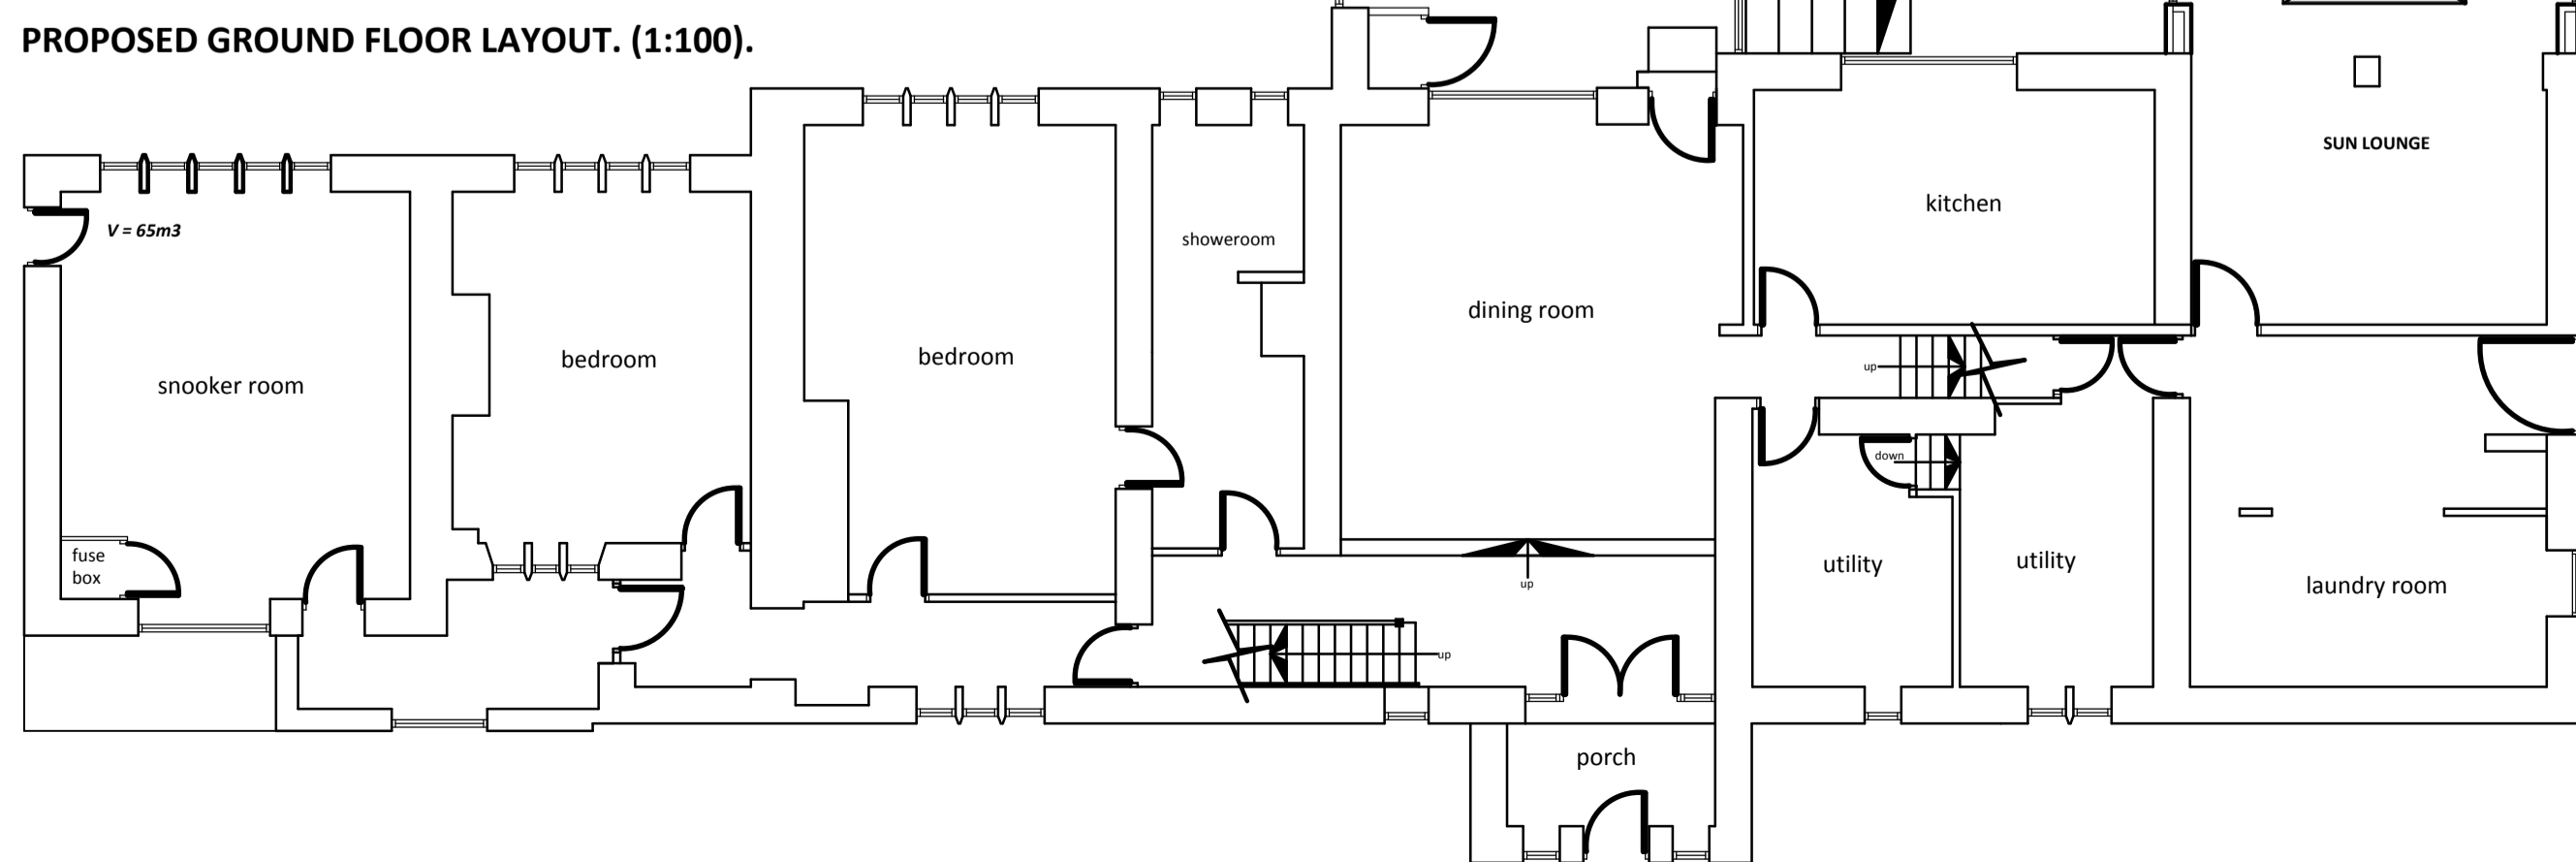 PROPOSED GROUND FLOOR LAYOUT. (1:100).
SUN LOUNGE
V = 65m3
kitchen
showeroom
dining room
bedroom
bedroom
snooker room
up
down
fuse
box
utility
utility
laundry room
up
up
porch